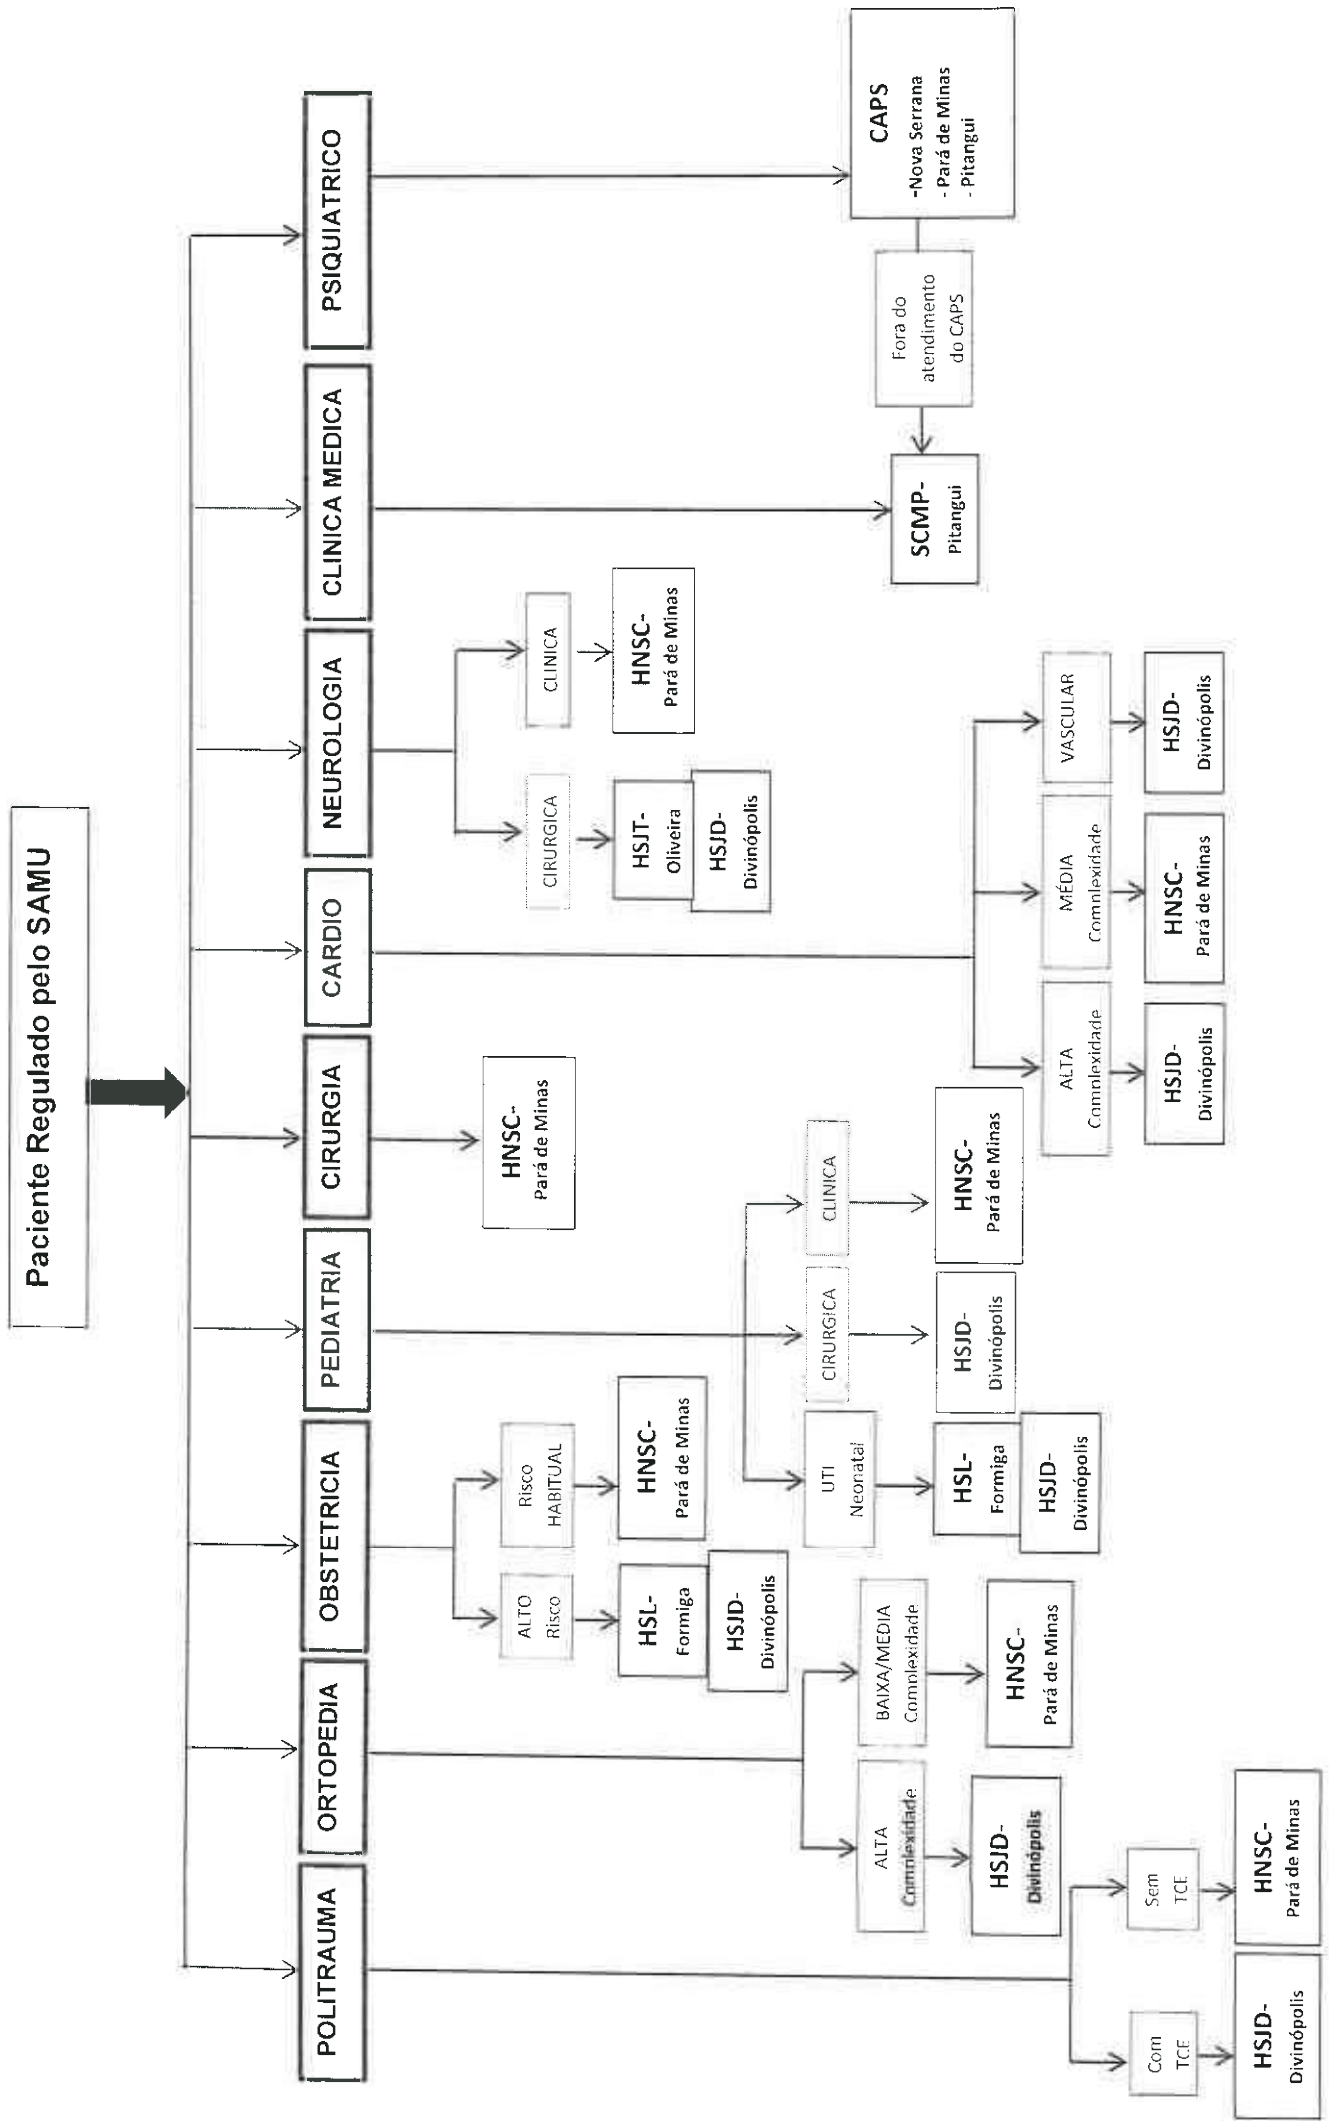 Paciente Regulado pelo SAMU
POLITRAUMA
ORTOPEDIA
OBSTETRICIA
PEDIATRIA
CIRURGIA
CARDIO
NEUROLOGIA
CLINICA MEDICA
PSIQUIATRICO
Com
TCE
HSJD-
Divinópolis
Sem
TCE
HNSC-
Pará de Minas
ALTA
Complexidade
HSJD-
Divinópolis
BAIXA/MEDIA
Complexidade
HNSC-
Pará de Minas
ALTO
Risco
HSL-
Formiga
HSJD-
Divinópolis
Risco
HABITUAL
HNSC-
Pará de Minas
UTI
Neonatal
HSL-
Formiga
HSJD-
Divinópolis
CIRURGICA
HSJD-
Divinópolis
CLINICA
HNSC-
Pará de Minas
HNSC-
Pará de Minas
ALTA
Complexidade
HSJD-
Divinópolis
MÉDIA
Complexidade
HNSC-
Pará de Minas
VASCULAR
HSJD-
Divinópolis
CIRURGICA
HSJT-
Oliveira
HSJD-
Divinópolis
CLINICA
HNSC-
Pará de Minas
SCMP-
Pitangui
Fora do
atendimento
do CAPS
CAPS
-Nova Serrana
- Pará de Minas
- Pitangui